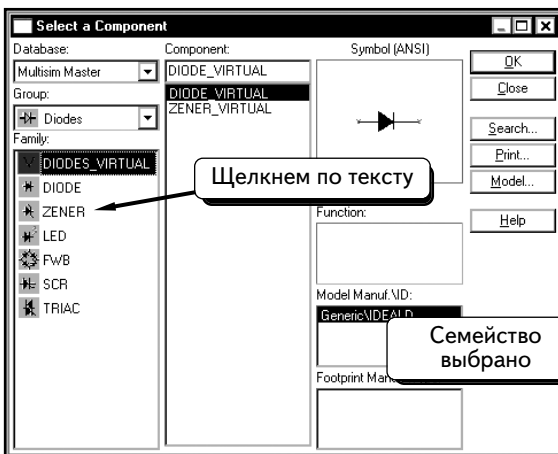 Select a Component
Database:
Multisim Master
Group:
Diodes
Family:
DIODES_VIRTUAL
DIODE
ZENER
LED
FWB
SCR
TRIAC
Component:
DIODE_VIRTUAL
DIODE_VIRTUAL
ZENER_VIRTUAL
Symbol (ANSI)
Щелкнем по тексту
Function:
Model Manuf.\ID:
Generic\IDEALD
Семейство
выбрано
Footprint
OK
Close
Search...
Print...
Model...
Help